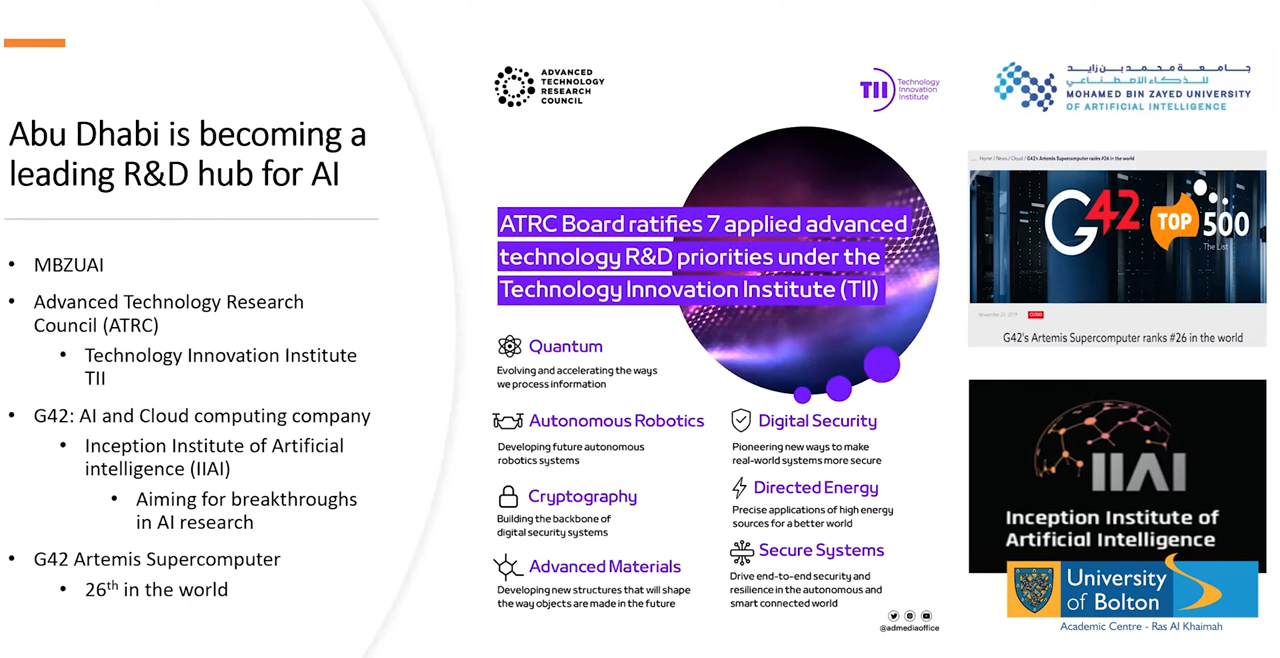 Abu Dhabi is becoming a
leading R&D hub for AI
• MBZUAI
• Advanced Technology Research
Council (ATRC)
• Technology Innovation Institute
TII
• G42: AI and Cloud computing company
• Inception Institute of Artificial
intelligence (IIAI)
• Aiming for breakthroughs
in AI research
• G42 Artemis Supercomputer
• 26th in the world
ADVANCED
TECHNOLOGY
RESEARCH
COUNCIL
TII
Technology
Innovation
Institute
ATRC Board ratifies 7 applied advanced
technology R&D priorities under the
Technology Innovation Institute (TII)
Quantum
Evolving and accelerating the ways
we process information
Autonomous Robotics
Developing future autonomous
robotics systems
Cryptography
Building the backbone of
digital security systems
Advanced Materials
Developing new structures that will shape
the way objects are made in the future
Digital Security
Pioneering new ways to make
real-world systems more secure
Directed Energy
Precise applications of high energy
sources for a better world
Secure Systems
Drive end-to-end security and
resilience in the autonomous and
smart connected world
@admediaoffice
جامعة محمد بن زايد
للذكاء الاصطناعي
MOHAMED BIN ZAYED UNIVERSITY
OF ARTIFICIAL INTELLIGENCE
Home / News / Cloud / G42's Artemis Supercomputer ranks #26 in the world
G42
TOP 500
The List
November 20, 2019 CLOUD
G42's Artemis Supercomputer ranks #26 in the world
IIAI
Inception Institute of
Artificial Intelligence
University
of Bolton
Academic Centre - Ras Al Khaimah